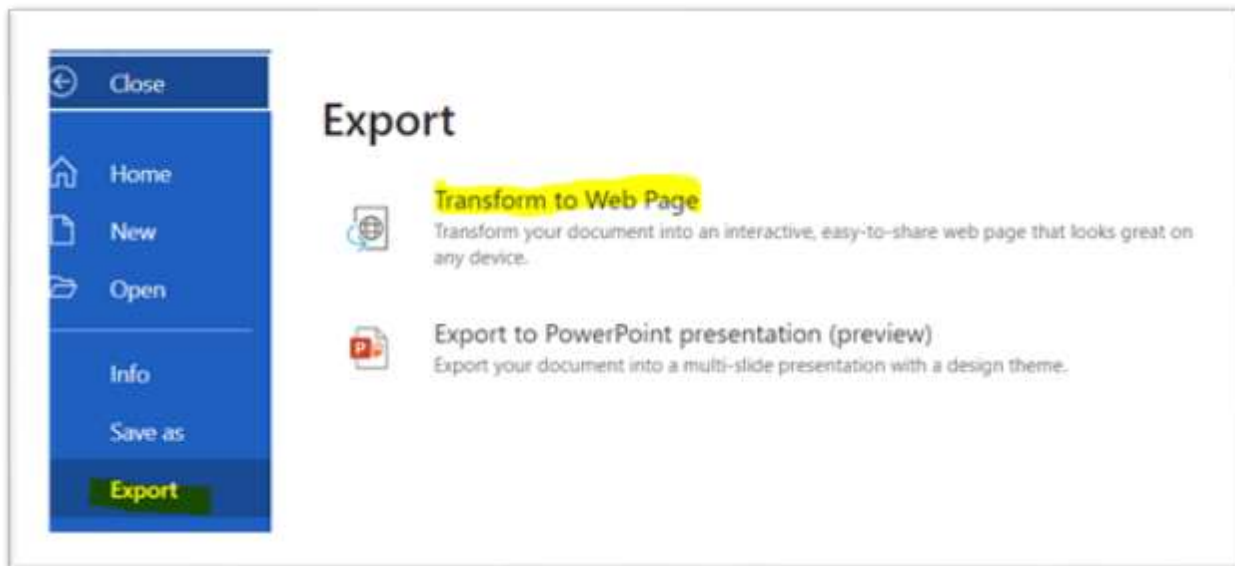 Close
Home
New
Open
Info
Save as
Export
Export
Transform to Web Page
Transform your document into an interactive, easy-to-share web page that looks great on
any device.
P
Export to PowerPoint presentation (preview)
Export your document into a multi-slide presentation with a design theme.